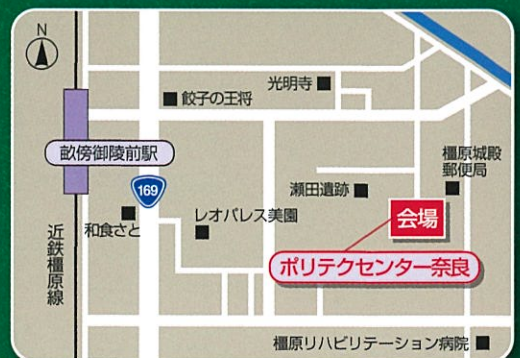 N
光明寺
餃子の王将
畝傍御陵前駅
橿原城殿
郵便局
169
瀬田遺跡
和食さと
レオパレス美園
会場
近鉄橿原線
ポリテクセンター奈良
橿原リハビリテーション病院